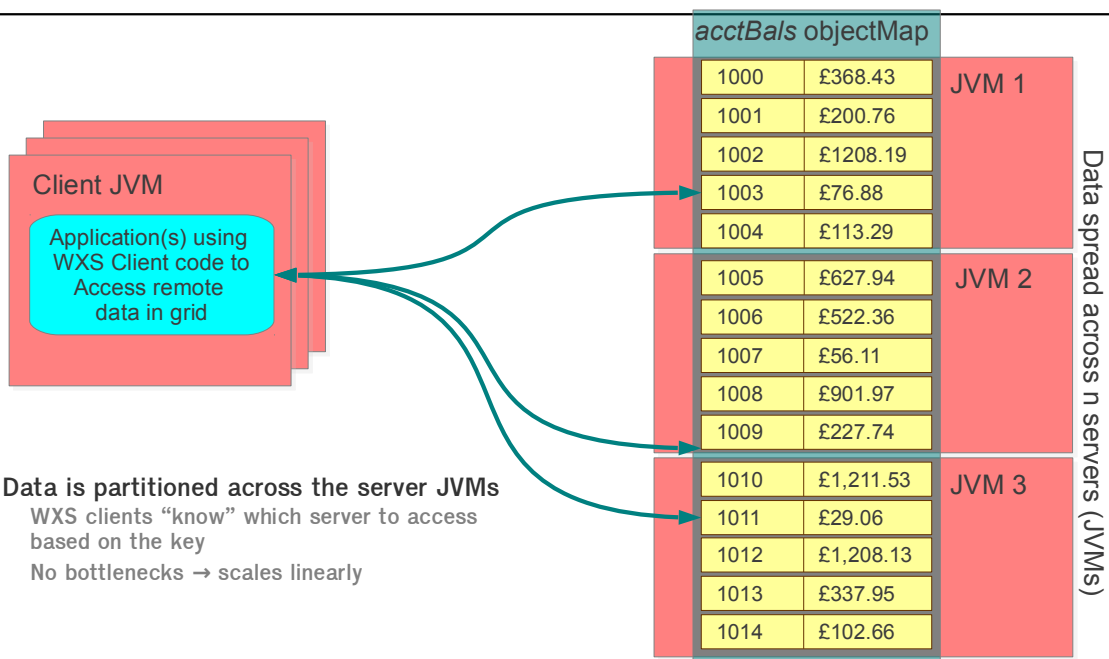 acctBals objectMap
1000 £368.43
1001 £200.76
1002 £1208.19
1003 £76.88
1004 £113.29
JVM 1
1005 £627.94
1006 £522.36
1007 £56.11
1008 £901.97
1009 £227.74
JVM 2
1010 £1,211.53
1011 £29.06
1012 £1,208.13
1013 £337.95
1014 £102.66
JVM 3
Data spread across n servers (JVMs)
Client JVM
Application(s) using
WXS Client code to
Access remote
data in grid
Data is partitioned across the server JVMs
WXS clients “know” which server to access
based on the key
No bottlenecks → scales linearly